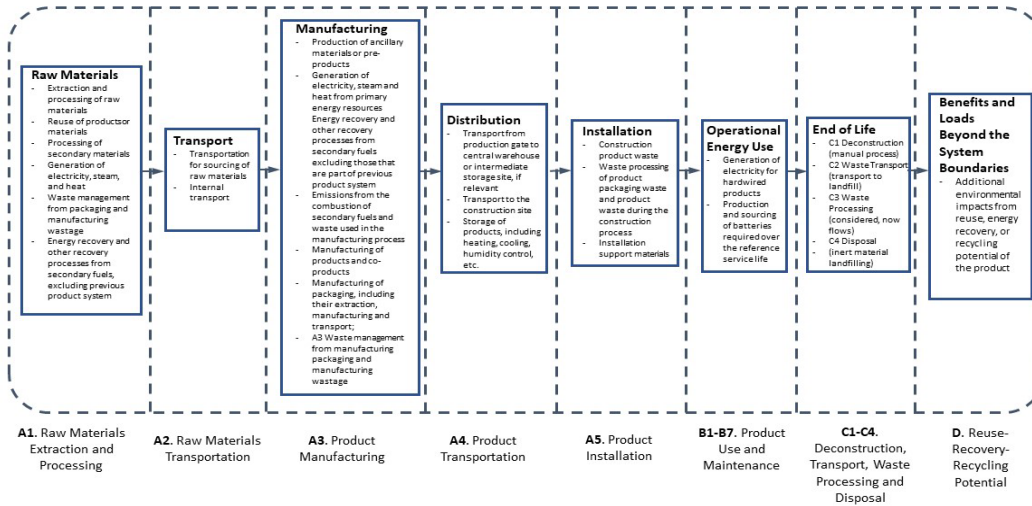 Raw Materials
- Extraction and
processing of raw
materials
- Reuse of productsor
materials
- Processing of
secondary materials
- Generation of
electricity, steam, and
heat
- Waste management
from packaging and
manufacturing
wastage
- Energy recovery and
other recovery
processes from
secondary fuels,
excluding previous
product system
Transport
- Transportation
for sourcing of
raw materials
- Internal
transport
Manufacturing
- Production of ancillary
materials or pre-
products
- Generation of
electricity, steam and
heat from primary
energy resources
Energy recovery and
other recovery
processes from
secondary fuels
excluding those that
are part of previous
product system
- Emissions from the
combustion of
secondary fuels and
waste used in the
manufacturing process
- Manufacturing of
products and co-
products
- Manufacturing of
packaging, including
their extraction,
manufacturing and
transport;
- A3 Waste management
from manufacturing
packaging and
manufacturing
wastage
Distribution
- Transport from
production gate to
central warehouse
or intermediate
storage site, if
relevant
- Transport to the
construction site
- Storage of
products, including
heating, cooling,
humidity control,
etc.
Installation
- Construction
product waste
- Waste processing
of product
packaging waste
and product
waste during the
construction
process
- Installation
support materials
Operational
Energy Use
- Generation of
electricity for
hardwired
products
- Production
and sourcing
of batteries
required over
the reference
service life
End of Life
- C1 Deconstruction
(manual process)
- C2 Waste Transport
- (transport to
landfill)
- C3 Waste
Processing
(considered, now
flows)
- C4 Disposal
- (inert material
landfilling)
Benefits and
Loads
Beyond the
System
Boundaries
- Additional
environmental
impacts from
reuse, energy
recovery, or
recycling
potential of
the product
A1. Raw Materials
Extraction and
Processing
A2. Raw Materials
Transportation
A3. Product
Manufacturing
A4. Product
Transportation
A5. Product
Installation
B1-B7. Product
Use and
Maintenance
C1-C4.
Deconstruction,
Transport, Waste
Processing and
Disposal
D. Reuse-
Recovery-
Recycling
Potential